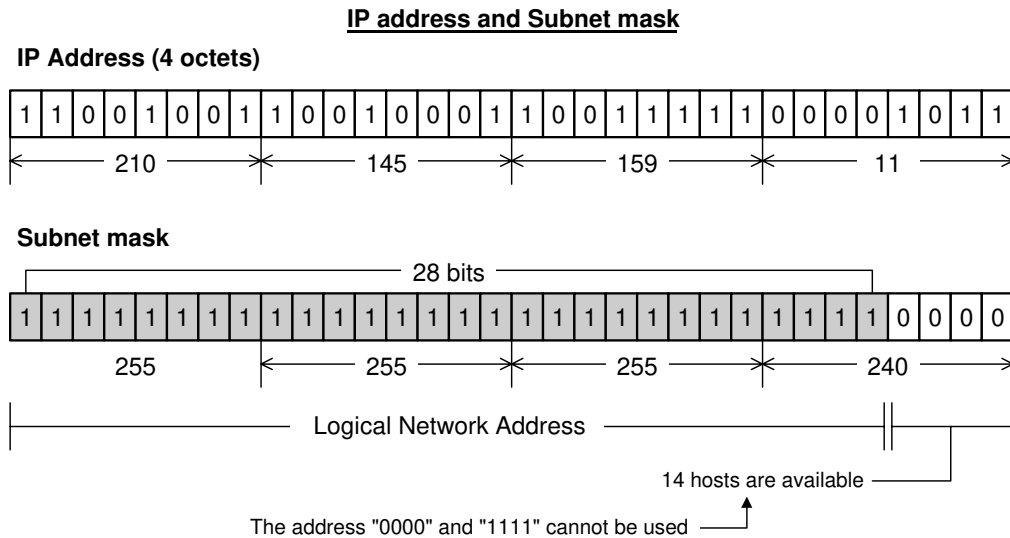 IP address and Subnet mask
IP Address (4 octets)
1 1 0 0 1 0 0 1 1 0 0 1 0 0 0 1 1 0 0 1 1 1 1 1 0 0 0 0 1 0 1 1
210 145 159 11
Subnet mask
28 bits
1 1 1 1 1 1 1 1 1 1 1 1 1 1 1 1 1 1 1 1 1 1 1 1 1 1 1 1 0 0 0 0
255 255 255 240
Logical Network Address
14 hosts are available
The address "0000" and "1111" cannot be used